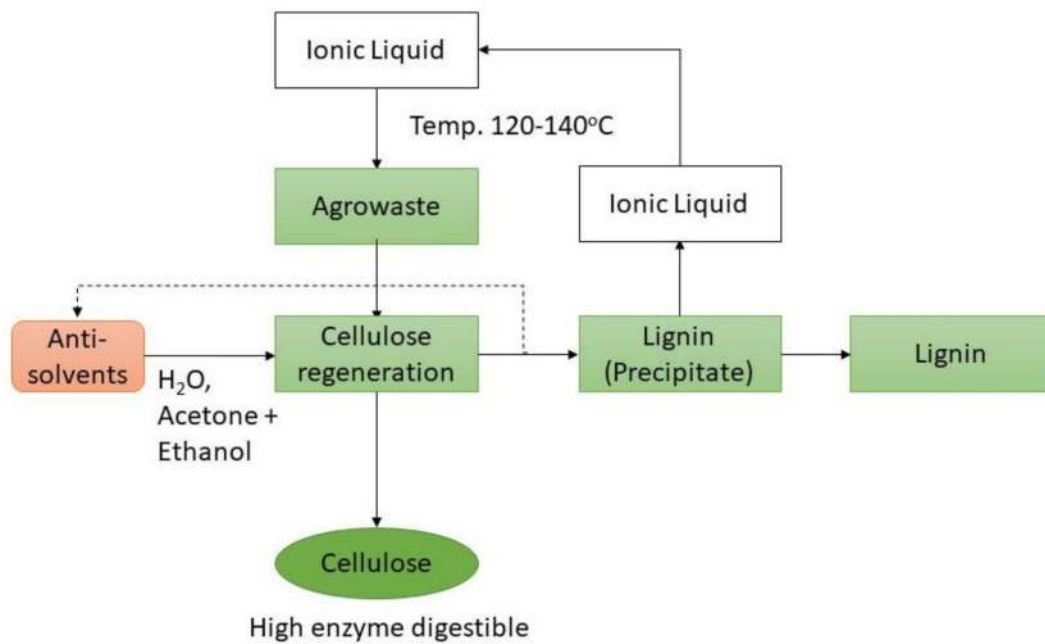 Ionic Liquid
Temp. 120-140°C
Agrowaste
Ionic Liquid
Anti-
solvents
H₂O,
Acetone +
Ethanol
Cellulose
regeneration
Lignin
(Precipitate)
Lignin
Cellulose
High enzyme digestible